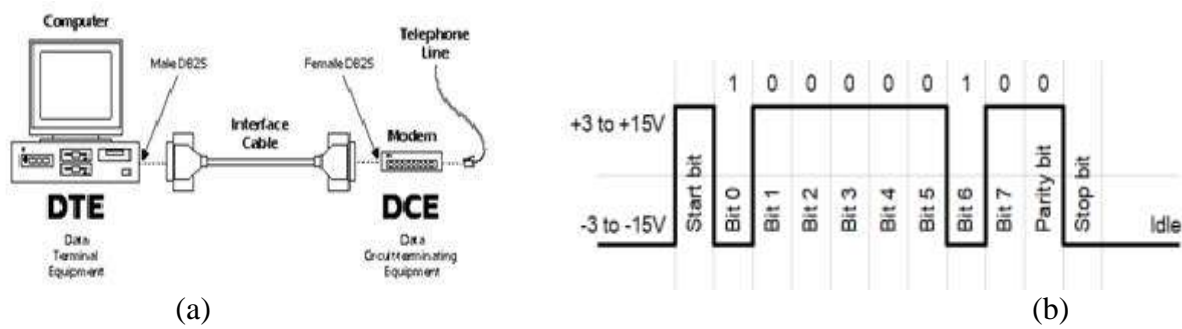 Computer
Male DB25
Female DB25
Telephone
Line
Interface
Cable
Modem
DTE
Data
Terminal
Equipment
DCE
Data
Circuit-terminating
Equipment
(a)
1 0 0 0 0 0 1 0 0
+3 to +15V
-3 to -15V
Start bit
Bit 0
Bit 1
Bit 2
Bit 3
Bit 4
Bit 5
Bit 6
Bit 7
Parity bit
Stop bit
Idle
(b)